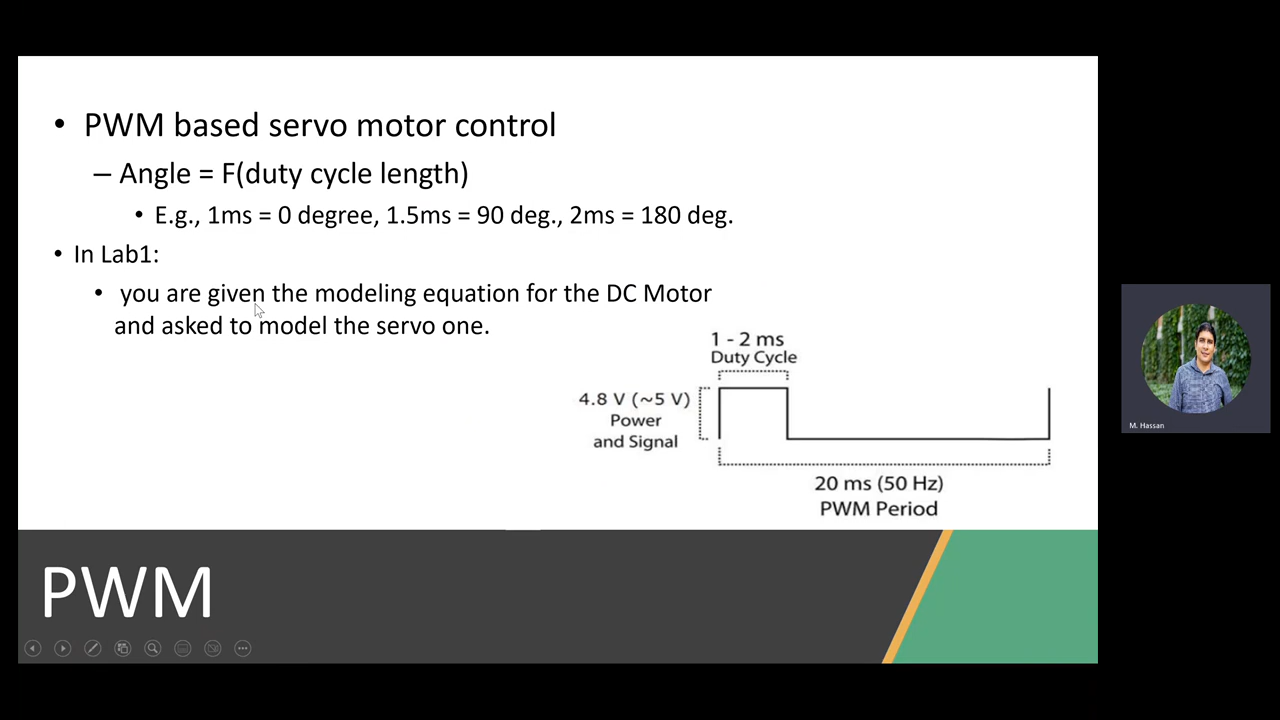 • PWM based servo motor control
– Angle = F(duty cycle length)
• E.g., 1ms = 0 degree, 1.5ms = 90 deg., 2ms = 180 deg.
• In Lab1:
• you are given the modeling equation for the DC Motor
and asked to model the servo one.
1 - 2 ms
Duty Cycle
4.8 V (~5 V)
Power
and Signal
20 ms (50 Hz)
PWM Period
PWM
M. Hassan